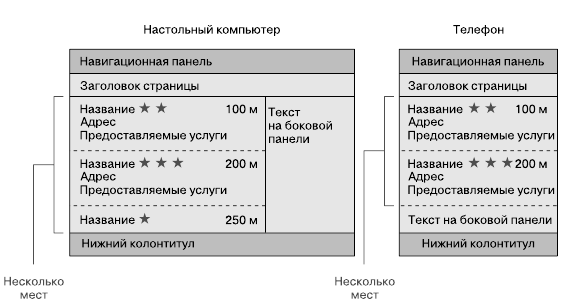 Настольный компьютер
Навигационная панель
Заголовок страницы
Название ★ ★ 100 м
Адрес
Предоставляемые услуги
Название ★ ★ ★ 200 м
Адрес
Предоставляемые услуги
Название ★ 250 м
Текст
на боковой
панели
Нижний колонтитул
Несколько
мест
Телефон
Навигационная панель
Заголовок страницы
Название ★ ★ 100 м
Адрес
Предоставляемые услуги
Название ★ ★ ★ 200 м
Адрес
Предоставляемые услуги
Текст на боковой панели
Нижний колонтитул
Несколько
мест